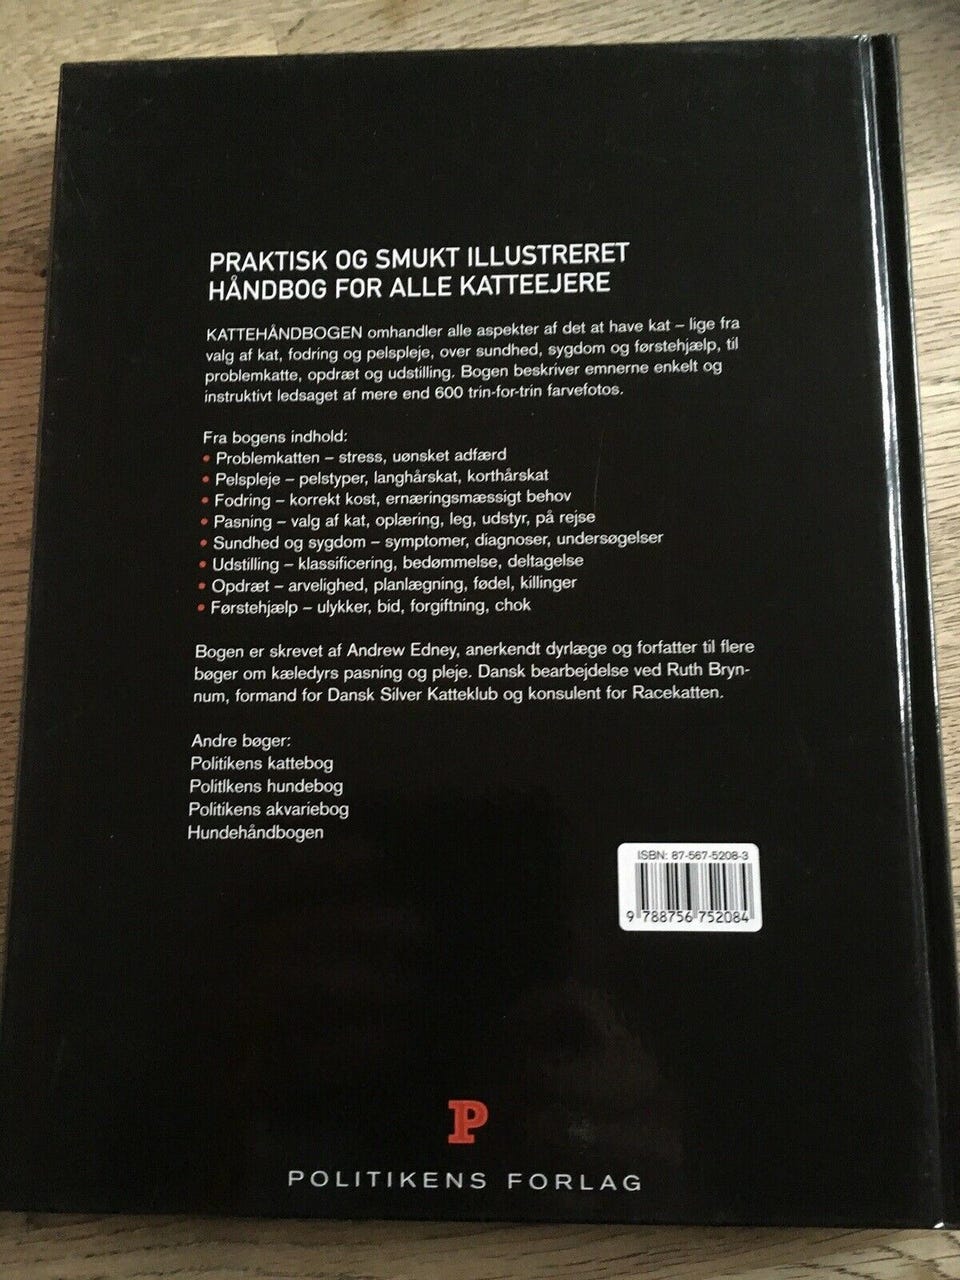 PRAKTISK OG SMUKT ILLUSTRERET
HÅNDBOG FOR ALLE KATTEEJERE
KATTEHÅNDBOGEN omhandler alle aspekter af det at have kat – lige fra
valg af kat, fodring og pelspleje, over sundhed, sygdom og førstehjælp, til
problemkatte, opdræt og udstilling. Bogen beskriver emnerne enkelt og
instruktivt ledsaget af mere end 600 trin-for-trin farvefotos.
Fra bogens indhold:
• Problemkatten – stress, uønsket adfærd
• Pelspleje – pelstyper, langhårskat, korthårskat
• Fodring – korrekt kost, ernæringsmæssigt behov
• Pasning – valg af kat, oplæring, leg, udstyr, på rejse
• Sundhed og sygdom – symptomer, diagnoser, undersøgelser
• Udstilling – klassificering, bedømmelse, deltagelse
• Opdræt – arvelighed, planlægning, fødel, killinger
• Førstehjælp – ulykker, bid, forgiftning, chok
Bogen er skrevet af Andrew Edney, anerkendt dyrlæge og forfatter til flere
bøger om kæledyrs pasning og pleje. Dansk bearbejdelse ved Ruth Bryn-
num, formand for Dansk Silver Katteklub og konsulent for Racekatten.
Andre bøger:
Politikens kattebog
Politlkens hundebog
Politikens akvariebog
Hundehåndbogen
ISBN: 87-567-5208-3
9 788756 752084
P
POLITIKENS FORLAG